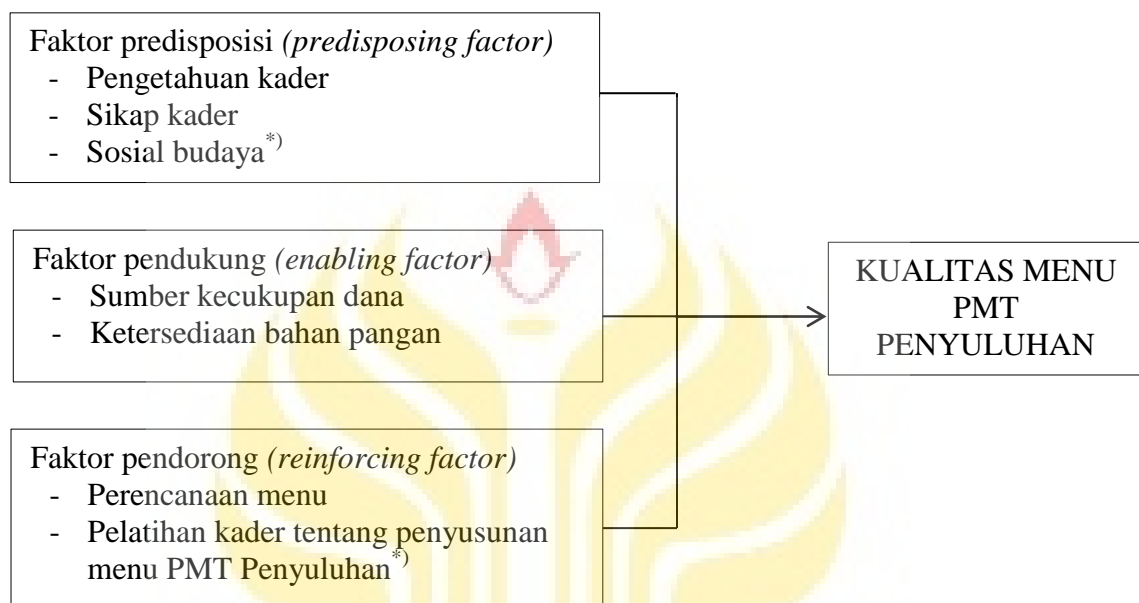 Faktor predisposisi (predisposing factor)
- Pengetahuan kader
- Sikap kader
- Sosial budaya*)
Faktor pendukung (enabling factor)
- Sumber kecukupan dana
- Ketersediaan bahan pangan
KUALITAS MENU
PMT
PENYULUHAN
Faktor pendorong (reinforcing factor)
- Perencanaan menu
- Pelatihan kader tentang penyusunan
menu PMT Penyuluhan*)